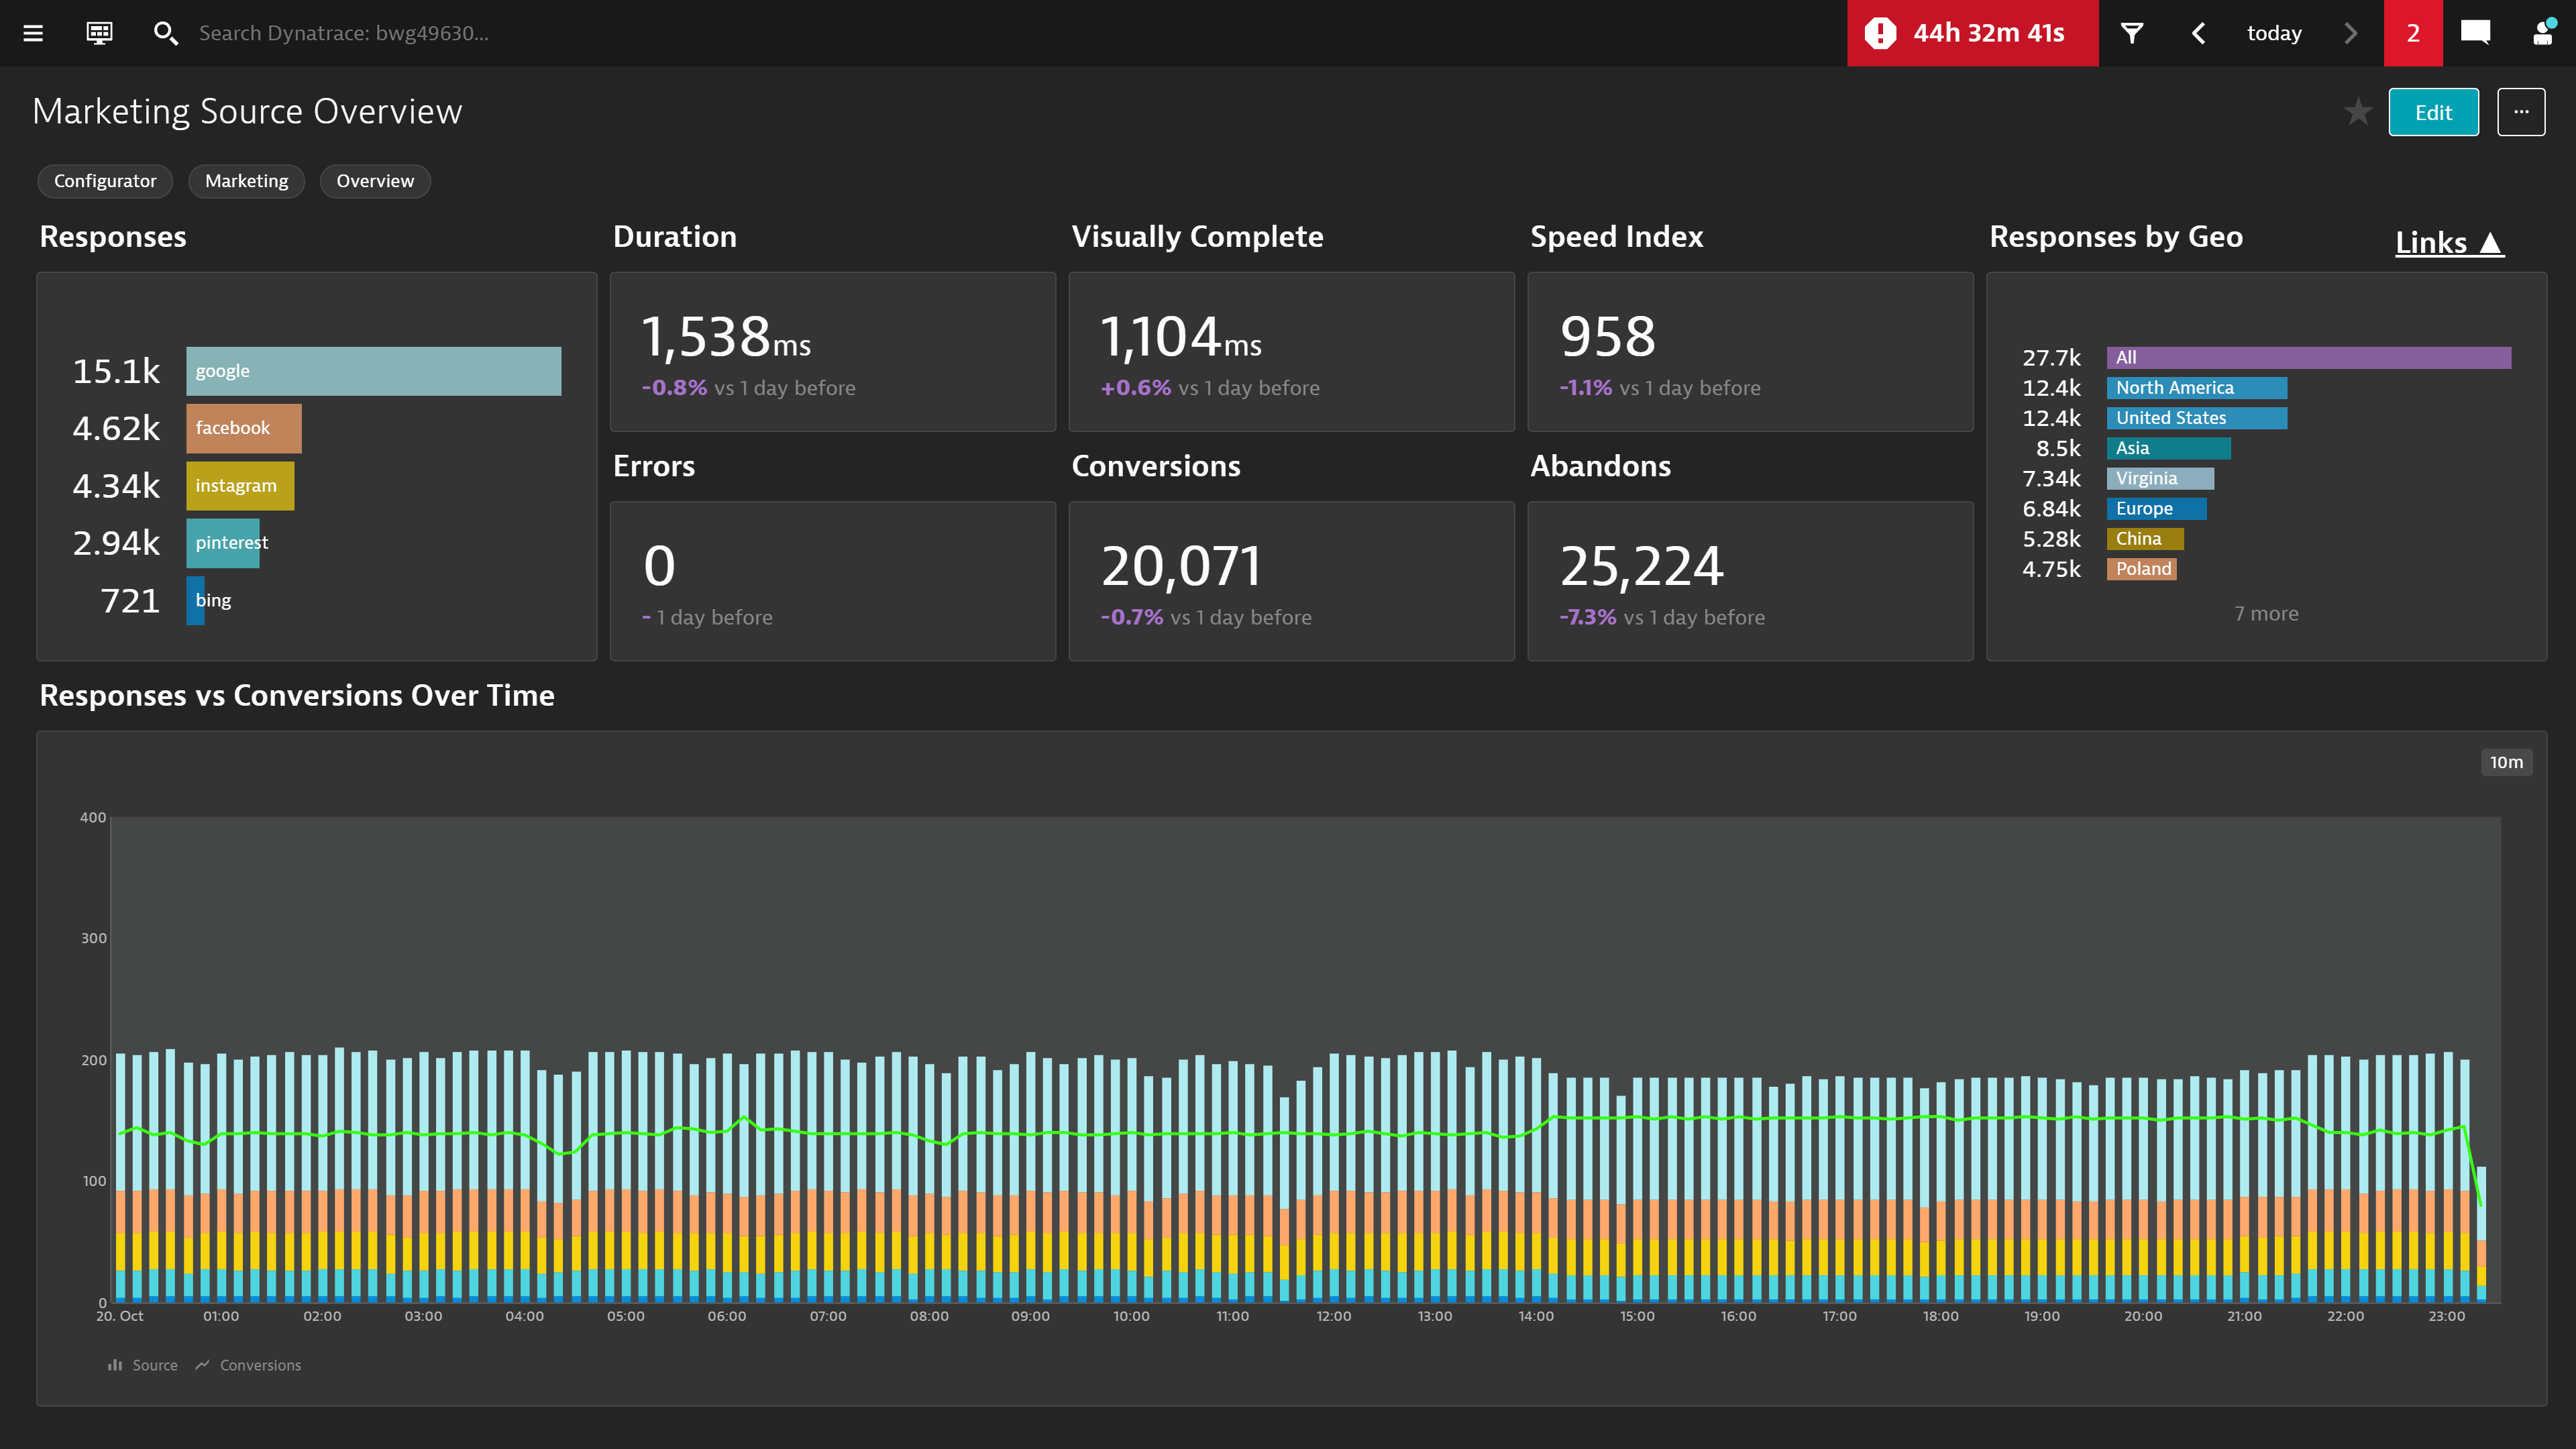 Search Dynatrace: bwg49630...
44h 32m 41s
today
2
Marketing Source Overview
Edit
...
Configurator
Marketing
Overview
Responses
15.1k google
4.62k facebook
4.34k instagram
2.94k pinterest
721 bing
Duration
1,538ms
-0.8% vs 1 day before
Visually Complete
1,104ms
+0.6% vs 1 day before
Speed Index
958
-1.1% vs 1 day before
Errors
0
- 1 day before
Conversions
20,071
-0.7% vs 1 day before
Abandons
25,224
-7.3% vs 1 day before
Responses by Geo
Links ▲
27.7k All
12.4k North America
12.4k United States
8.5k Asia
7.34k Virginia
6.84k Europe
5.28k China
4.75k Poland
7 more
Responses vs Conversions Over Time
10m
400
300
200
100
0
20. Oct 01:00 02:00 03:00 04:00 05:00 06:00 07:00 08:00 09:00 10:00 11:00 12:00 13:00 14:00 15:00 16:00 17:00 18:00 19:00 20:00 21:00 22:00 23:00
Source Conversions